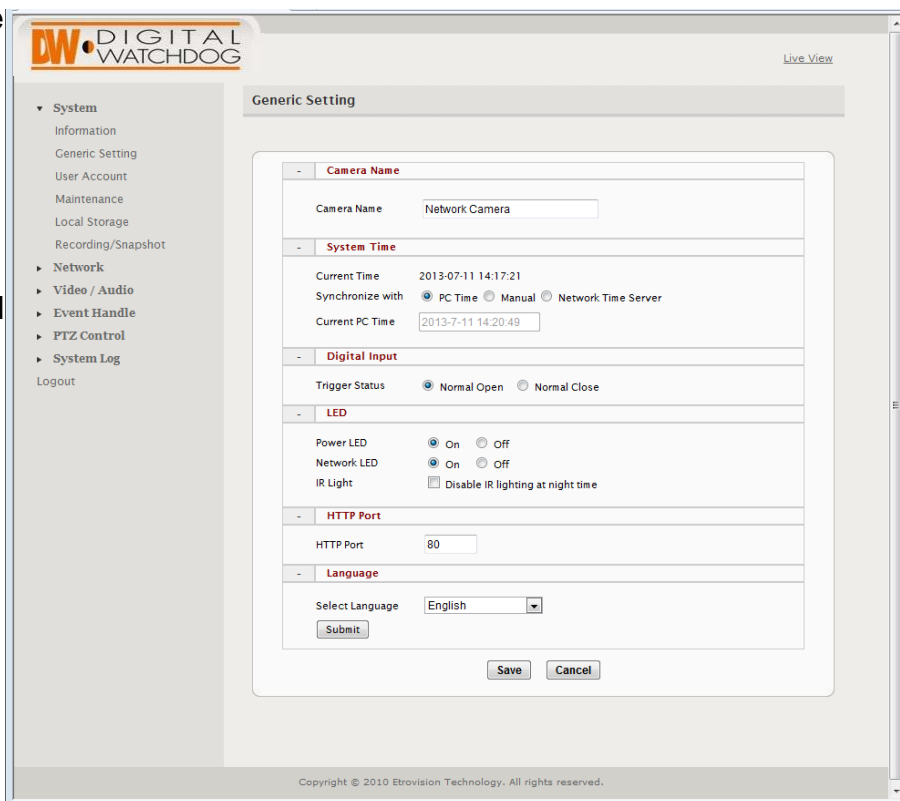 e
DIGITAL
DW WATCHDOG
Live View
System
Information
Generic Setting
User Account
Maintenance
Local Storage
Recording/Snapshot
Network
Video / Audio
Event Handle
PTZ Control
System Log
Logout
Generic Setting
- Camera Name
Camera Name Network Camera
- System Time
Current Time 2013-07-11 14:17:21
Synchronize with PC Time Manual Network Time Server
Current PC Time 2013-7-11 14:20:49
- Digital Input
Trigger Status Normal Open Normal Close
- LED
Power LED On Off
Network LED On Off
IR Light Disable IR lighting at night time
- HTTP Port
HTTP Port 80
- Language
Select Language English
Submit
Save Cancel
Copyright © 2010 Etrovision Technology. All rights reserved.